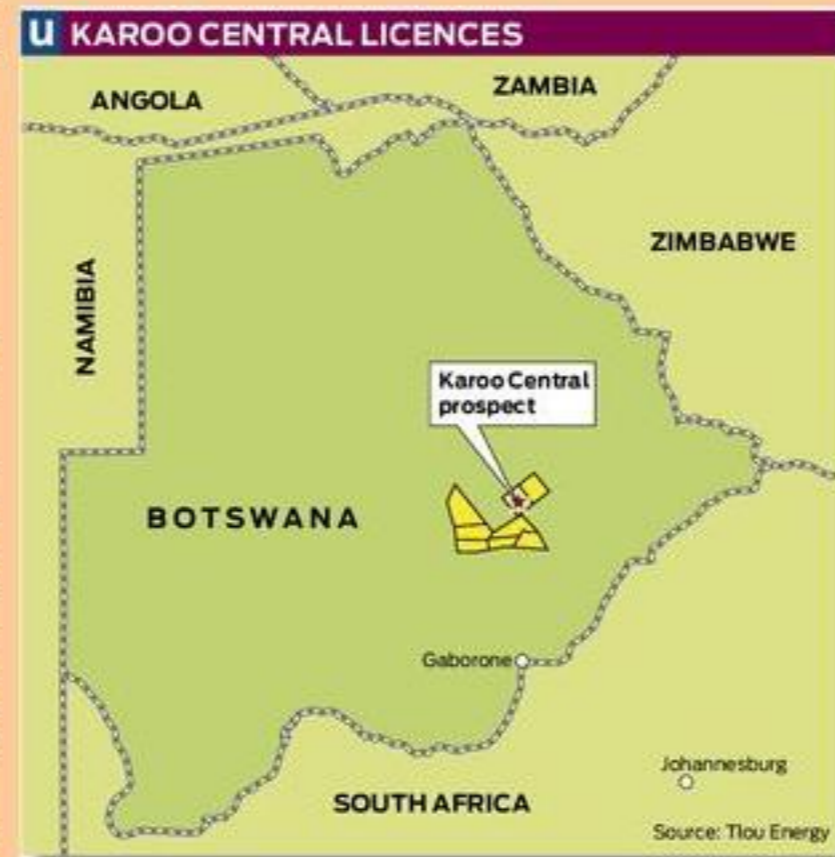 u KAROO CENTRAL LICENCES
ANGOLA
ZAMBIA
ZIMBABWE
NAMIBIA
Karoo Central
prospect
BOTSWANA
Gaborone
Johannesburg
SOUTH AFRICA
Source: Tlou Energy